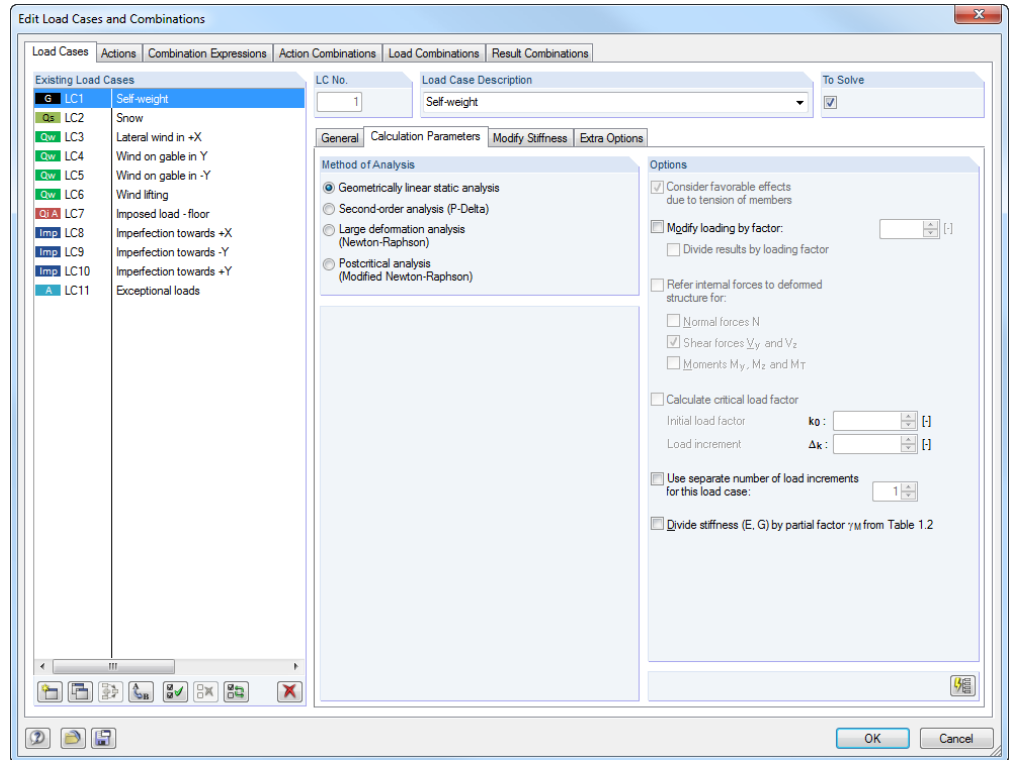 Edit Load Cases and Combinations
Load Cases Actions Combination Expressions Action Combinations Load Combinations Result Combinations
Existing Load Cases
G LC1 Self-weight
Qs LC2 Snow
Qw LC3 Lateral wind in +X
Qw LC4 Wind on gable in Y
Qw LC5 Wind on gable in -Y
Qw LC6 Wind lifting
Qi A LC7 Imposed load - floor
Imp LC8 Imperfection towards +X
Imp LC9 Imperfection towards -Y
Imp LC10 Imperfection towards +Y
A LC11 Exceptional loads
LC No.
1
Load Case Description
Self-weight
To Solve
General Calculation Parameters Modify Stiffness Extra Options
Method of Analysis
Geometrically linear static analysis
Second-order analysis (P-Delta)
Large deformation analysis
(Newton-Raphson)
Postcritical analysis
(Modified Newton-Raphson)
Options
Consider favorable effects
due to tension of members
Modify loading by factor: [-]
Divide results by loading factor
Refer internal forces to deformed
structure for:
Normal forces N
Shear forces Vy and Vz
Moments My, Mz and MT
Calculate critical load factor
Initial load factor k0 : [-]
Load increment Δk : [-]
Use separate number of load increments
for this load case: 1
Divide stiffness (E, G) by partial factor γM from Table 1.2
OK Cancel